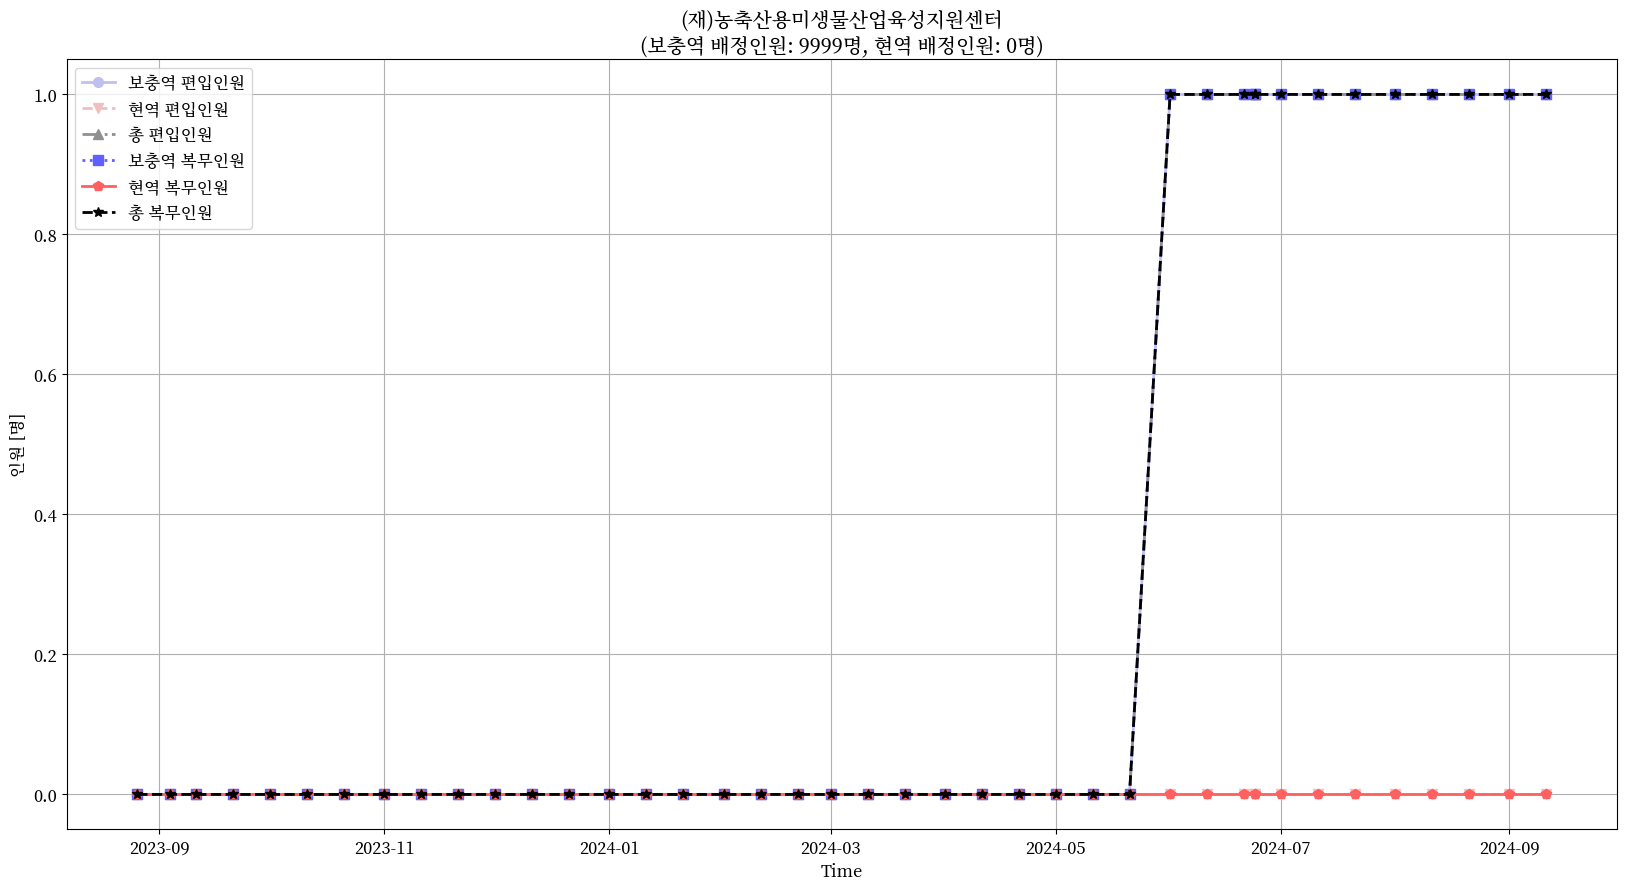 (재)농축산용미생물산업육성지원센터
(보충역 배정인원: 9999명, 현역 배정인원: 0명)
보충역 편입인원
현역 편입인원
총 편입인원
보충역 복무인원
현역 복무인원
총 복무인원
1.0
0.8
0.6
0.4
0.2
0.0
인원 [명]
2023-09
2023-11
2024-01
2024-03
2024-05
2024-07
2024-09
Time